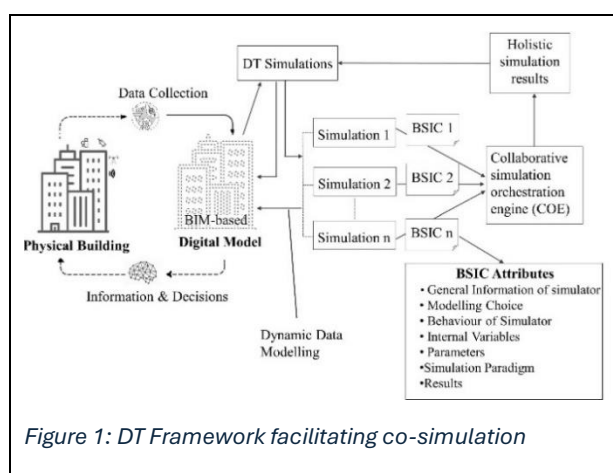 Holistic
simulation
results
DT Simulations
Data Collection
Simulation 1
BSIC 1
Simulation 2
BSIC 2
Simulation n
BSIC n
Collaborative
simulation
orchestration
engine (COE)
BIM-based
Physical Building
Digital Model
Information & Decisions
Dynamic Data
Modelling
BSIC Attributes
• General Information of simulator
• Modelling Choice
• Behaviour of Simulator
• Internal Variables
• Parameters
•Simulation Paradigm
• Results
Figure 1: DT Framework facilitating co-simulation